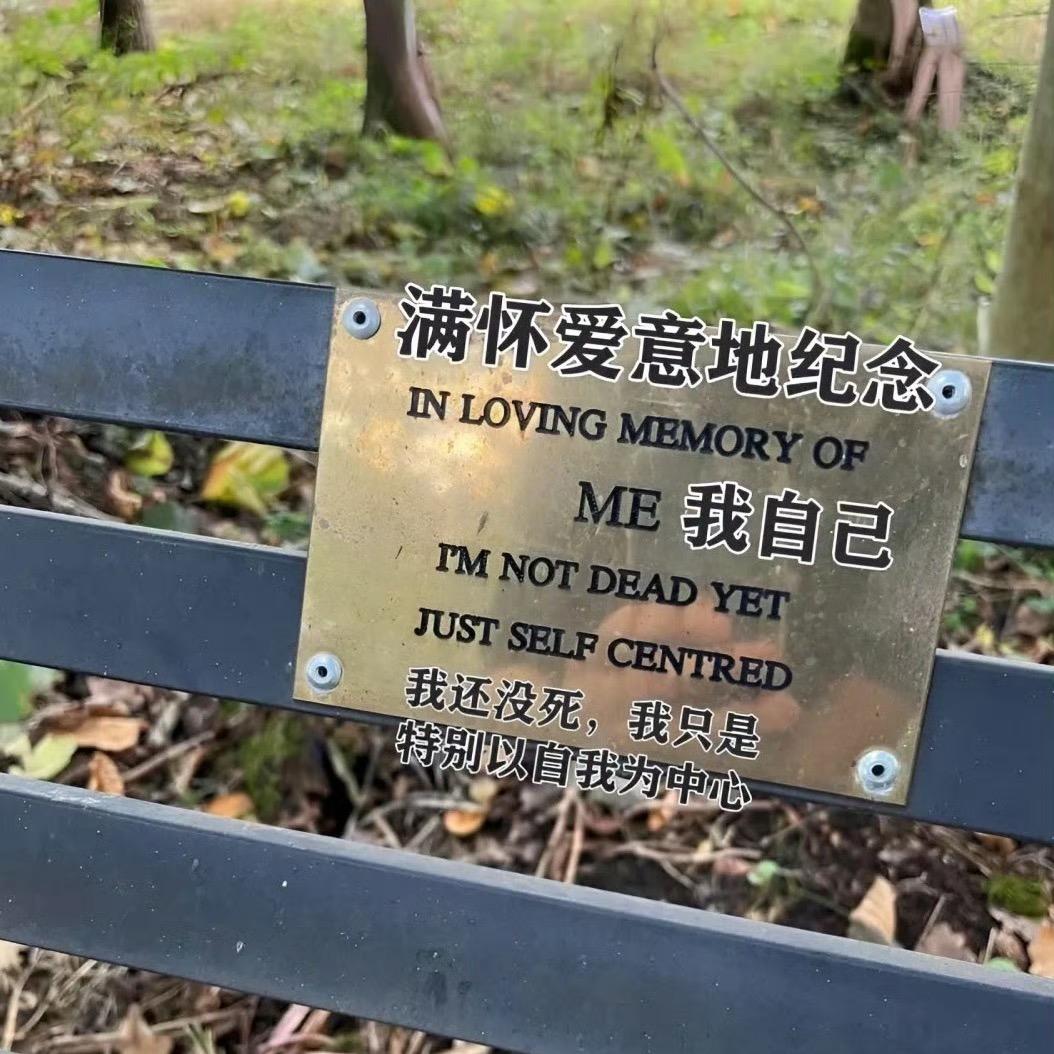 满怀爱意地纪念
IN LOVING MEMORY OF
ME 我自己
I'M NOT DEAD YET
JUST SELF CENTRED
我还没死，我只是
特别以自我为中心